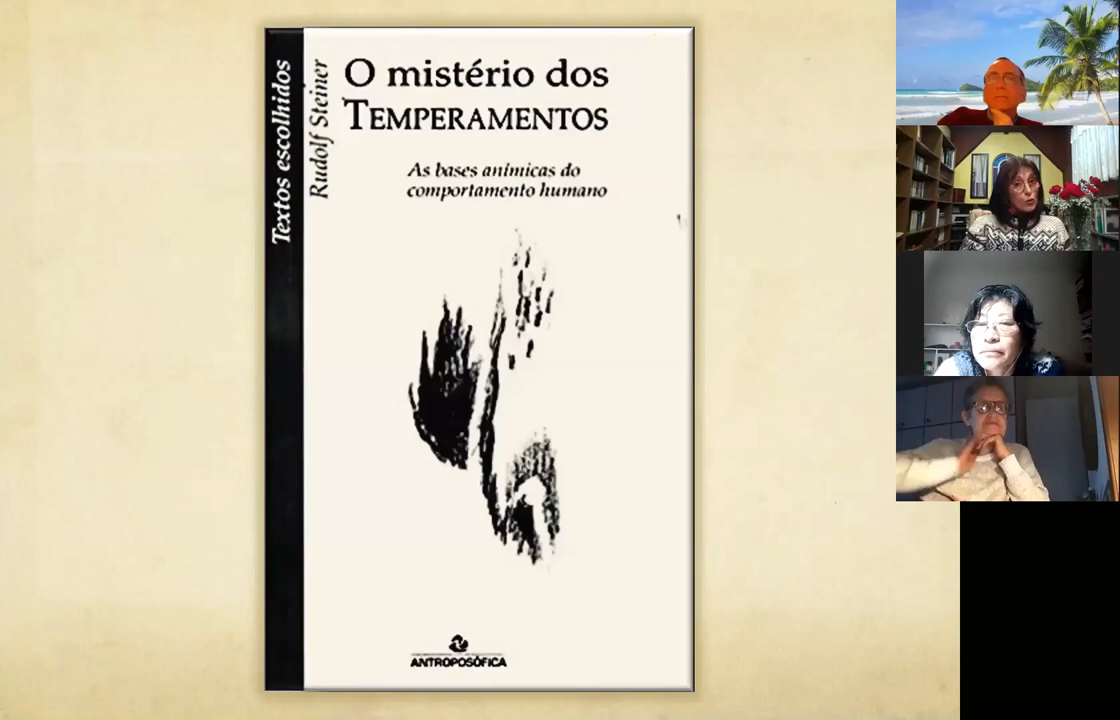 Textos escolhidos
Rudolf Steiner
O mistério dos
TEMPERAMENTOS
As bases anímicas do
comportamento humano
ANTROPOSÓFICA